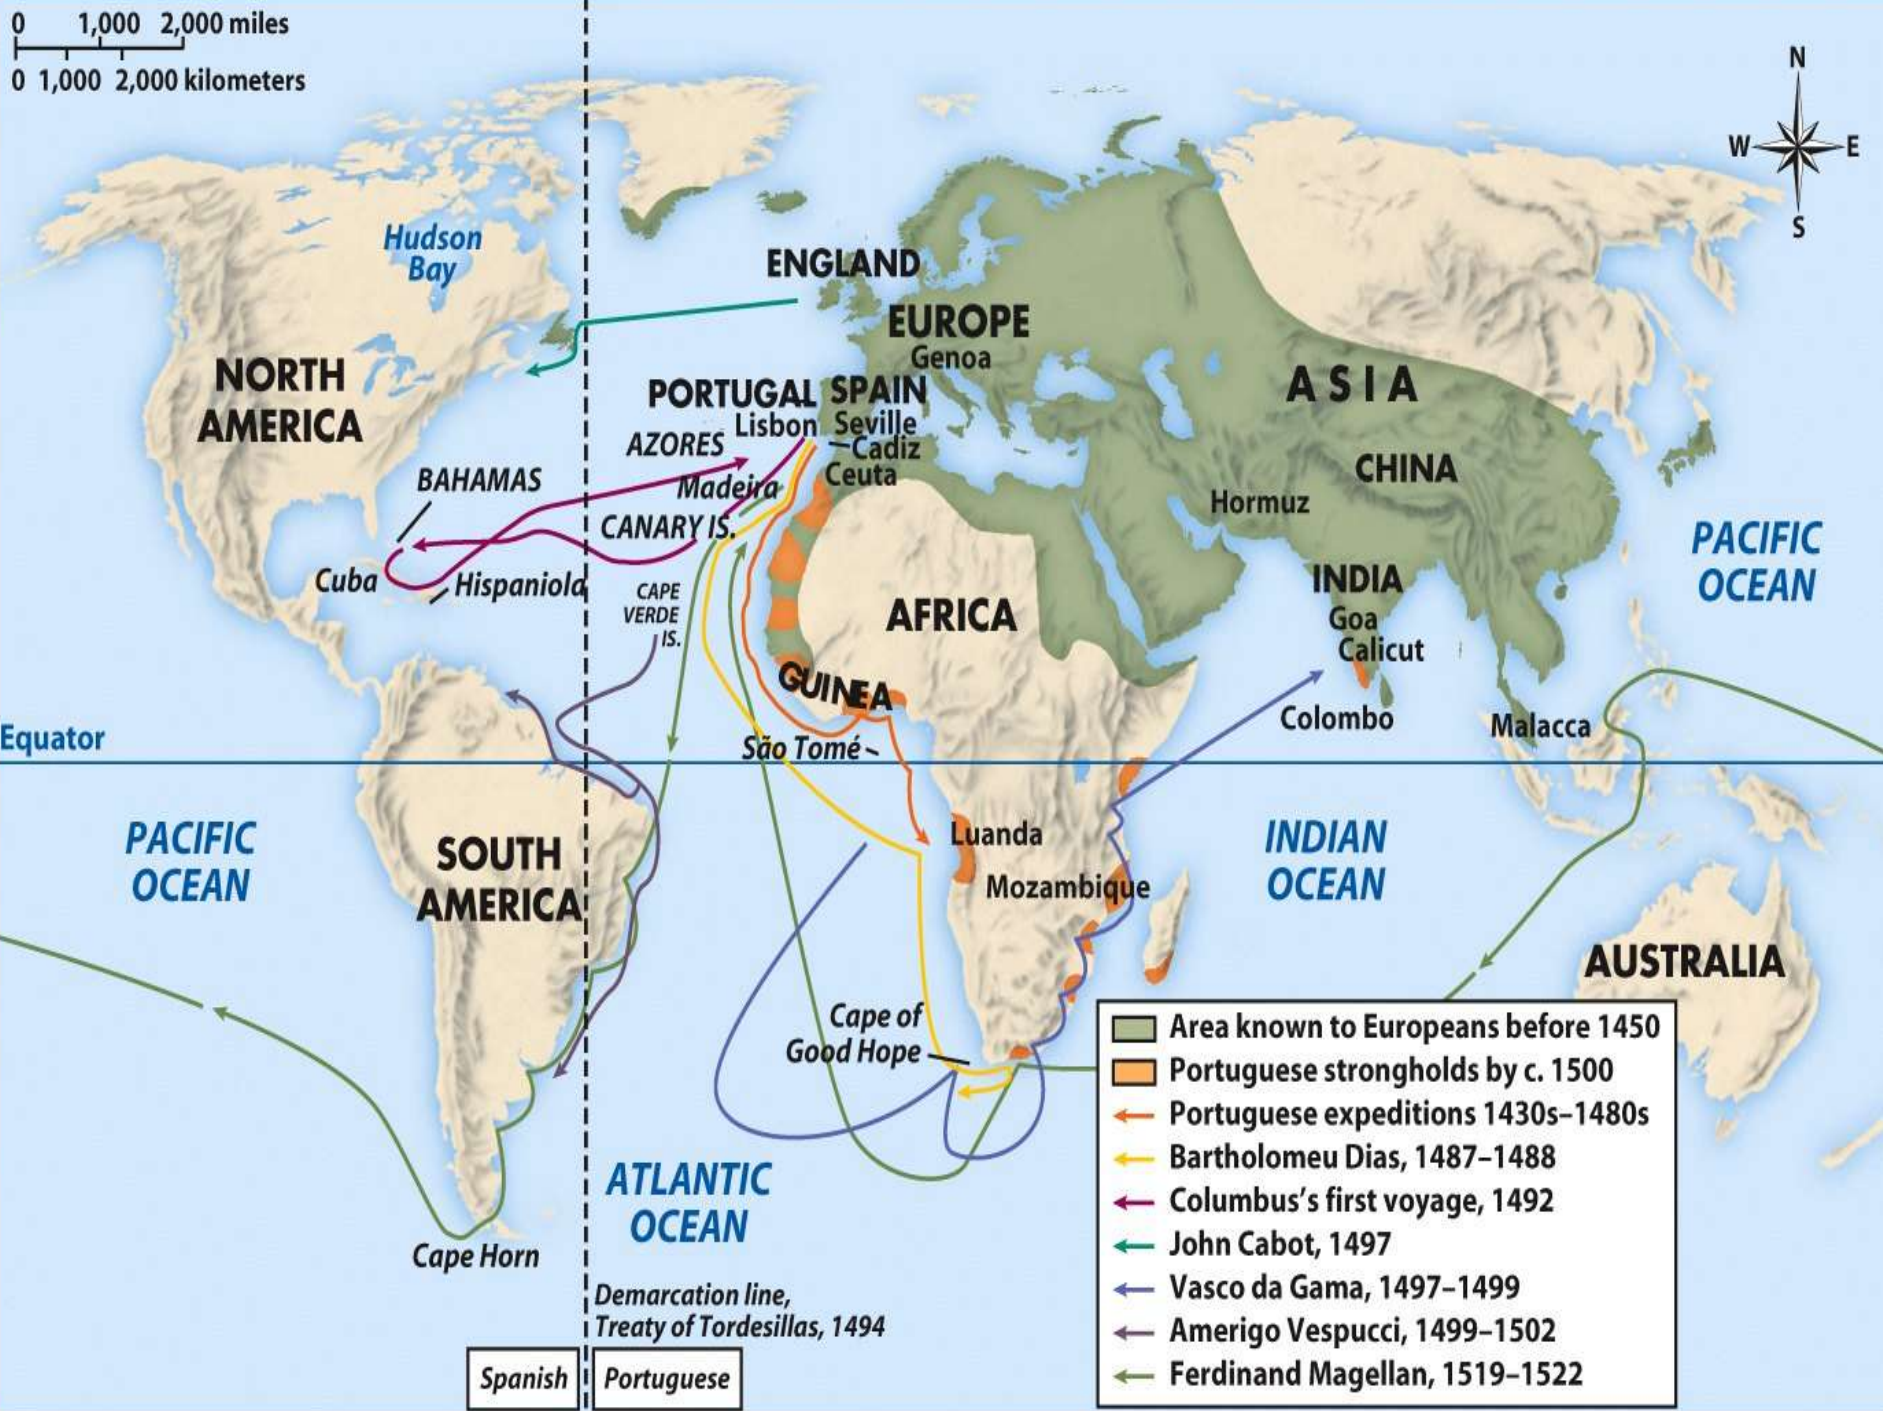 0 1,000 2,000 miles
0 1,000 2,000 kilometers
N
W E
S
Hudson
Bay
ENGLAND
EUROPE
Genoa
NORTH
AMERICA
ASIA
PORTUGAL SPAIN
Lisbon Seville
Cadiz
Ceuta
AZORES
Madeira
CANARY IS.
BAHAMAS
Cuba
Hispaniola
CAPE
VERDE
IS.
CHINA
Hormuz
PACIFIC
OCEAN
INDIA
Goa
Calicut
AFRICA
GUINEA
Colombo
Malacca
Equator
São Tomé
PACIFIC
OCEAN
SOUTH
AMERICA
Luanda
Mozambique
INDIAN
OCEAN
AUSTRALIA
Cape of
Good Hope
ATLANTIC
OCEAN
Cape Horn
Demarcation line,
Treaty of Tordesillas, 1494
Spanish
Portuguese
Area known to Europeans before 1450
Portuguese strongholds by c. 1500
Portuguese expeditions 1430s–1480s
Bartholomeu Dias, 1487–1488
Columbus's first voyage, 1492
John Cabot, 1497
Vasco da Gama, 1497–1499
Amerigo Vespucci, 1499–1502
Ferdinand Magellan, 1519–1522